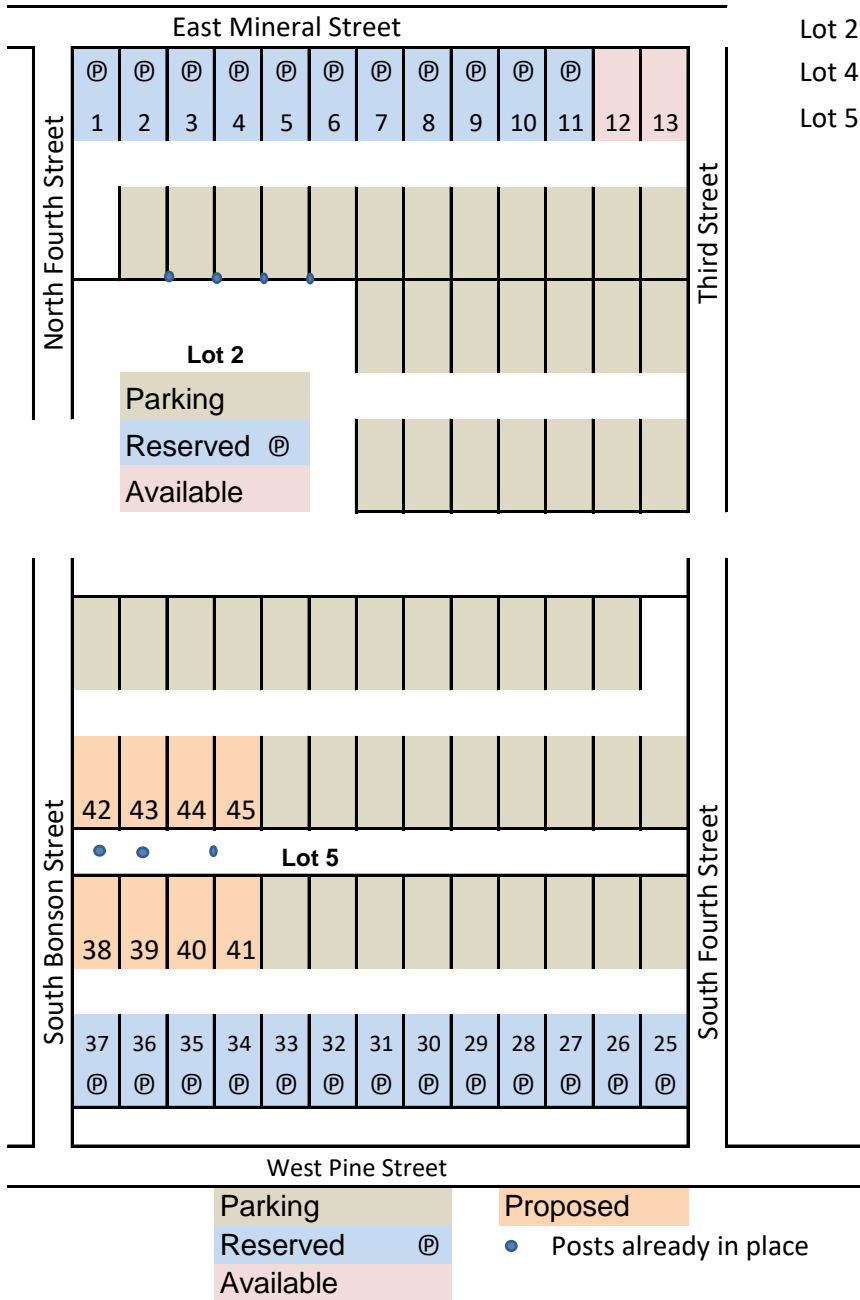 East Mineral Street
Lot 2
Lot 4
Lot 5
℗ ℗ ℗ ℗ ℗ ℗ ℗ ℗ ℗ ℗ ℗
1 2 3 4 5 6 7 8 9 10 11 12 13
North Fourth Street
Third Street
Lot 2
Parking
Reserved ℗
Available
South Bonson Street
South Fourth Street
42 43 44 45
Lot 5
38 39 40 41
37 36 35 34 33 32 31 30 29 28 27 26 25
℗ ℗ ℗ ℗ ℗ ℗ ℗ ℗ ℗ ℗ ℗ ℗ ℗
West Pine Street
Parking
Reserved ℗
Available
Proposed
Posts already in place